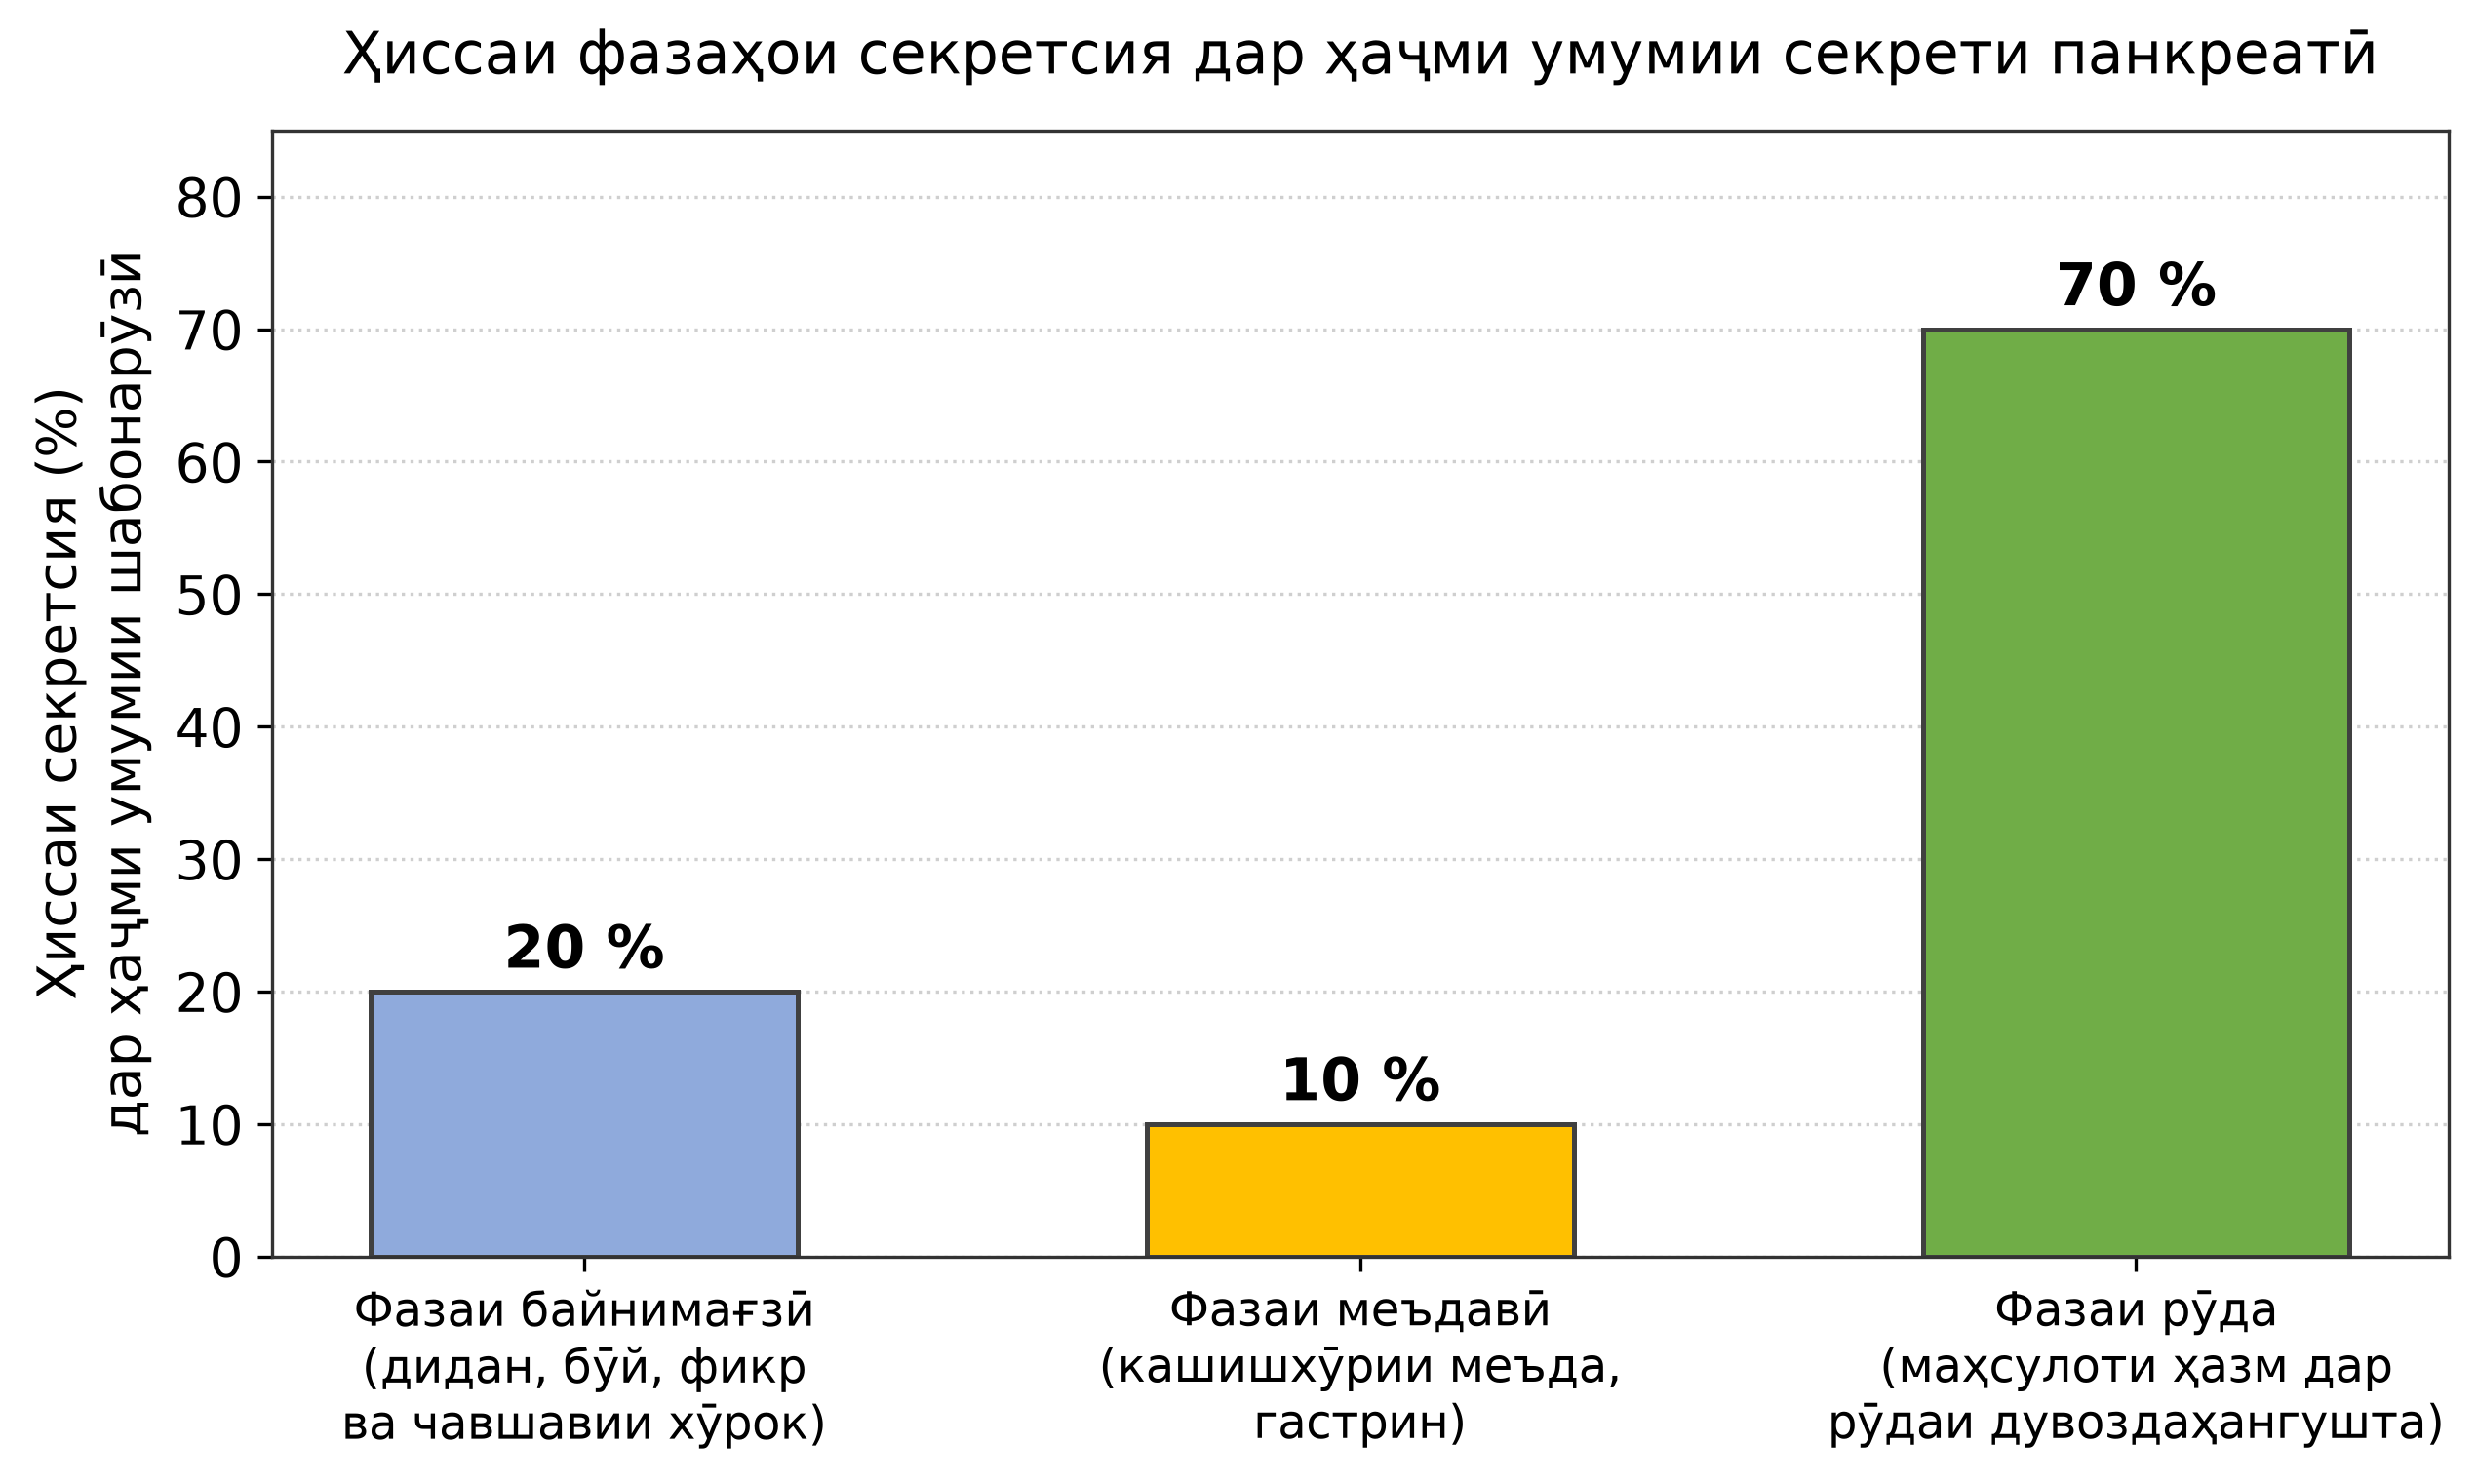 Ҳиссаи фазаҳои секретсия дар ҳаҷми умумии секрети панкреатӣ
Ҳиссаи секретсия (%)
дар ҳаҷми умумии шабонарӯзӣ
80
70
60
50
40
30
20
10
0
20 %
10 %
70 %
Фазаи байнимағзӣ
(дидан, бӯй, фикр
ва чавшавии хӯрок)
Фазаи меъдавӣ
(кашишхӯрии меъда,
гастрин)
Фазаи рӯда
(маҳсулоти ҳазм дар
рӯдаи дувоздаҳангушта)